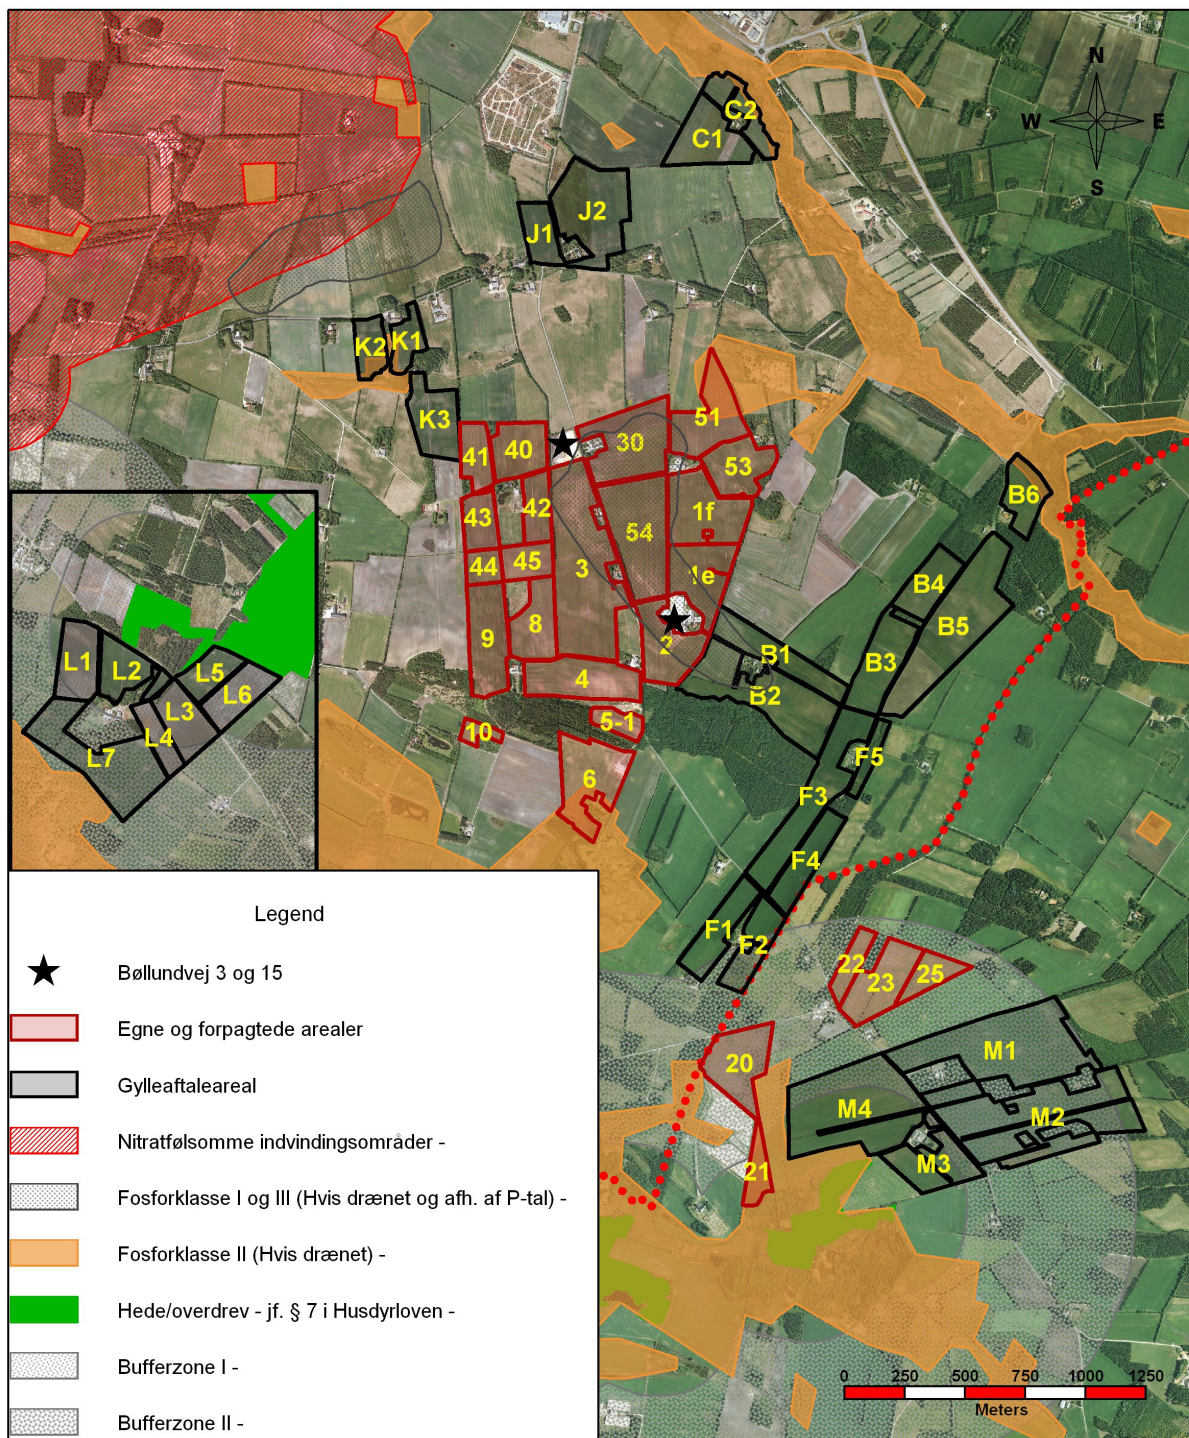 N
W E
S
C2
C1
J2
J1
K2
K1
K3
51
41
40
30
53
43
42
54
1f
44
45
3
1e
9
8
2
4
10
5-1
6
B6
B4
B5
B3
B1
B2
F5
F3
F4
F1
F2
22
23
25
20
21
M1
M2
M4
M3
L1
L2
L5
L6
L3
L4
L7
Legend
Bøllundvej 3 og 15
Egne og forpagtede arealer
Gylleaftaleareal
Nitratfølsomme indvindingsområder -
Fosforklasse I og III (Hvis drænet og afh. af P-tal) -
Fosforklasse II (Hvis drænet) -
Hede/overdrev - jf. § 7 i Husdyrloven -
Bufferzone I -
Bufferzone II -
0 250 500 750 1000 1250
Meters